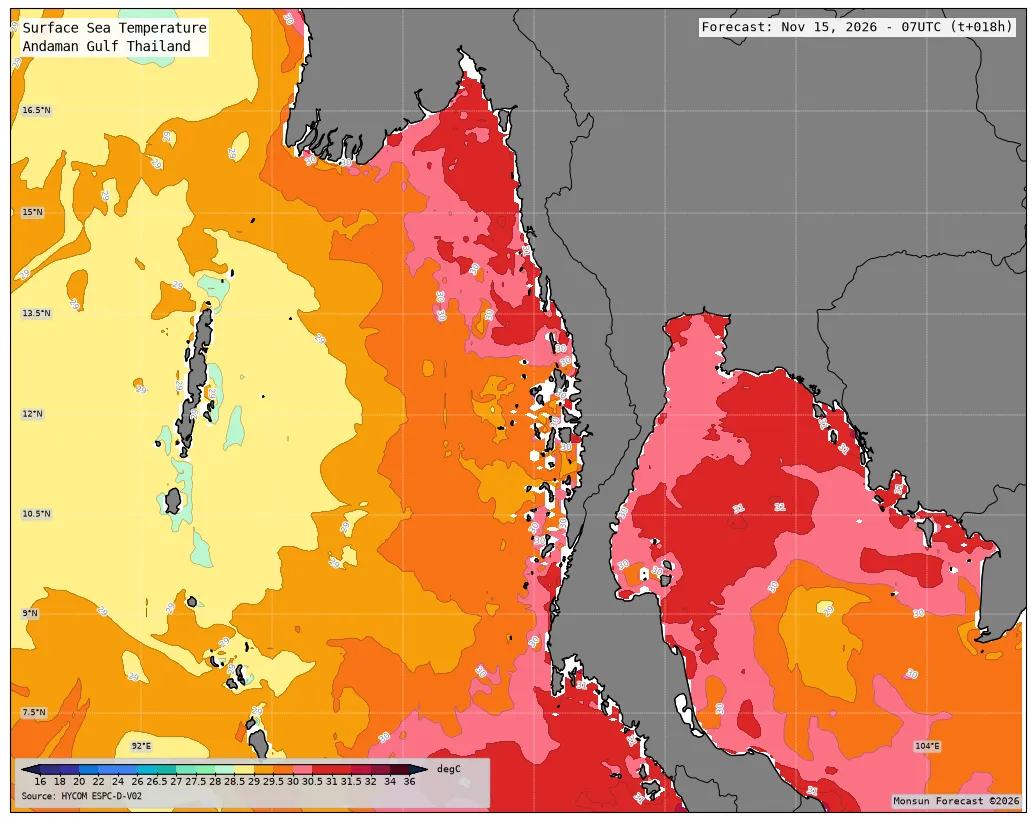 Surface Sea Temperature
Andaman Gulf Thailand
Forecast: Nov 15, 2026 - 07UTC (t+018h)
16.5°N
15°N
13.5°N
12°N
10.5°N
9°N
7.5°N
92°E
104°E
16 18 20 22 24 26 26.5 27 27.5 28 28.5 29 29.5 30 30.5 31 31.5 32 34 36
degC
Source: HYCOM ESPC-D-V02
Monsun Forecast ©2026